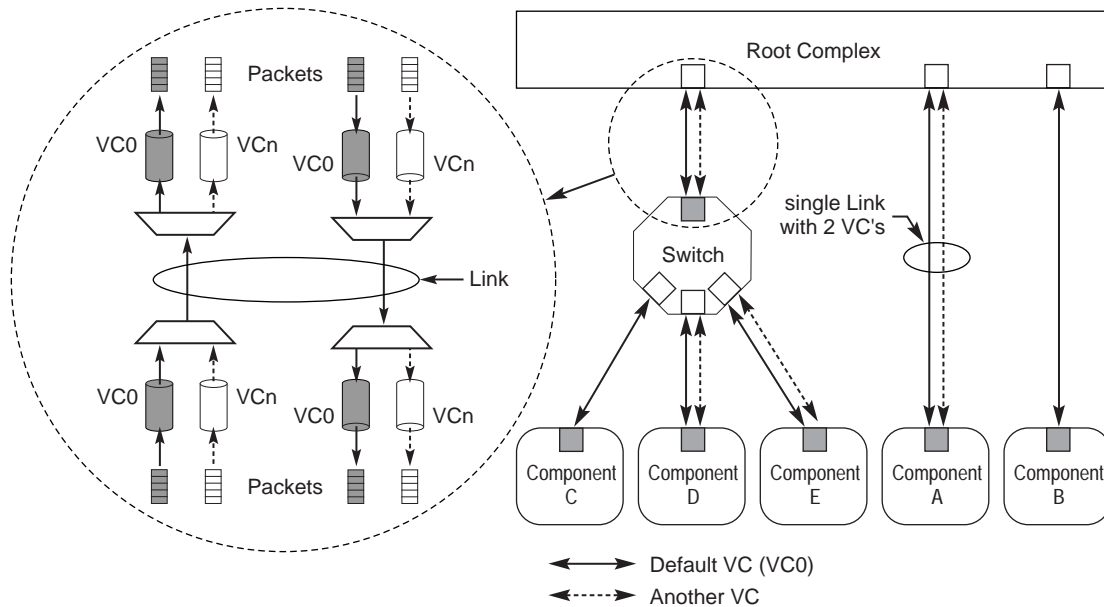 Packets
VC0
VCn
VC0
VCn
Link
VC0
VCn
VC0
VCn
Packets
Root Complex
single Link
with 2 VC's
Switch
Component
C
Component
D
Component
E
Component
A
Component
B
Default VC (VC0)
Another VC